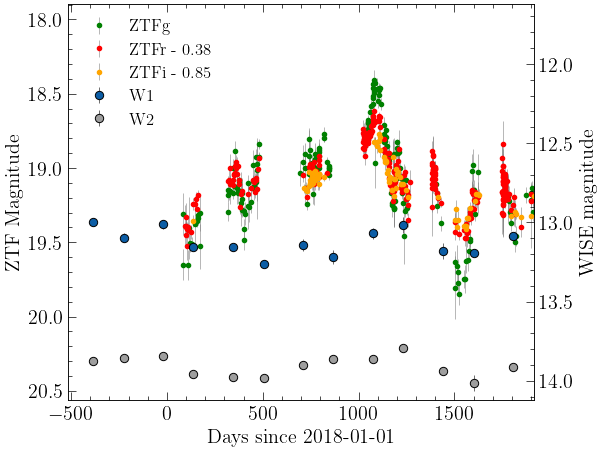 ZTFg
ZTFr - 0.38
ZTFi - 0.85
W1
W2
ZTF Magnitude
18.0
18.5
19.0
19.5
20.0
20.5
WISE magnitude
12.0
12.5
13.0
13.5
14.0
−500 0 500 1000 1500
Days since 2018-01-01